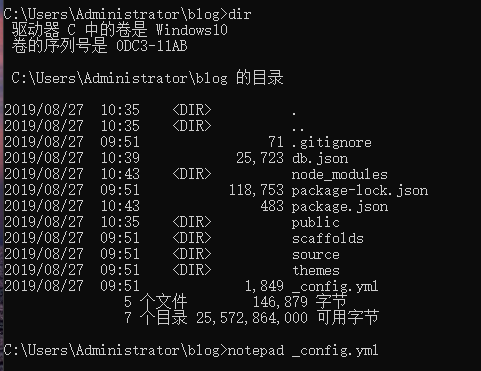 C:\Users\Administrator\blog>dir
驱动器 C 中的卷是 Windows10
卷的序列号是 0DC3-11AB
C:\Users\Administrator\blog 的目录
2019/08/27  10:35    <DIR>          .
2019/08/27  10:35    <DIR>          ..
2019/08/27  09:51                71 .gitignore
2019/08/27  10:39            25,723 db.json
2019/08/27  10:43    <DIR>          node_modules
2019/08/27  09:51           118,753 package-lock.json
2019/08/27  10:43               483 package.json
2019/08/27  10:35    <DIR>          public
2019/08/27  09:51    <DIR>          scaffolds
2019/08/27  09:51    <DIR>          source
2019/08/27  09:51    <DIR>          themes
2019/08/27  09:51             1,849 _config.yml
5 个文件        146,879 字节
7 个目录 25,572,864,000 可用字节
C:\Users\Administrator\blog>notepad _config.yml